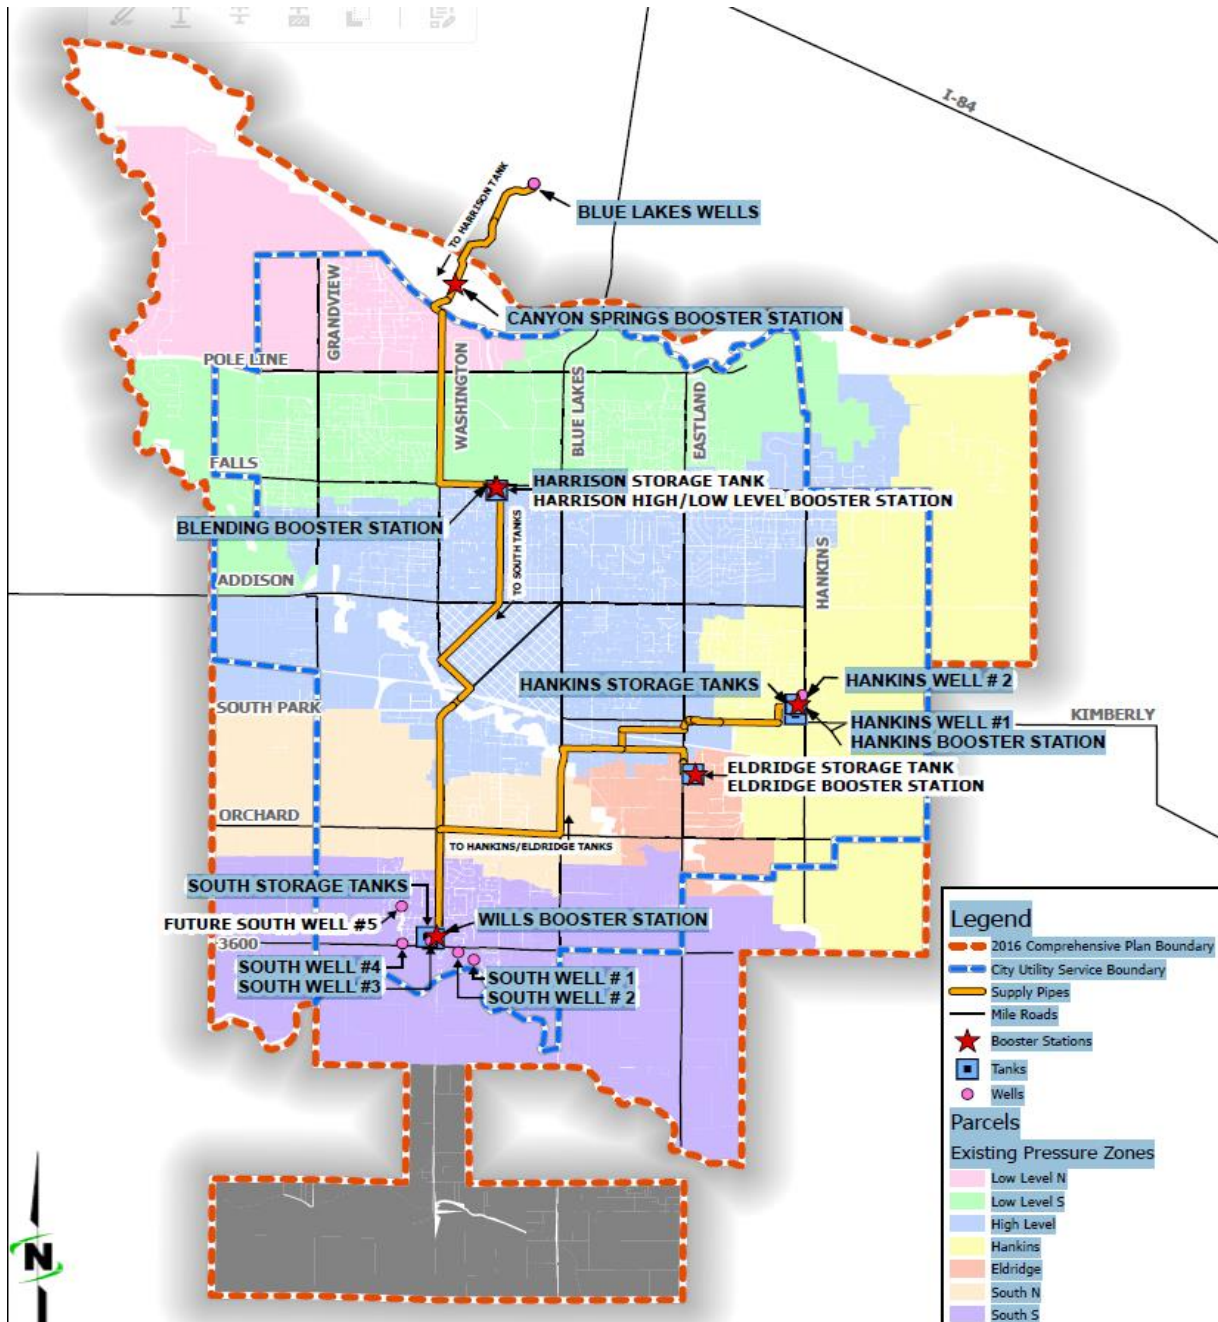 I-84
TO HARRISON TANK
BLUE LAKES WELLS
GRANDVIEW
CANYON SPRINGS BOOSTER STATION
POLE LINE
WASHINGTON
BLUE LAKES
EASTLAND
FALLS
HARRISON STORAGE TANK
HARRISON HIGH/LOW LEVEL BOOSTER STATION
BLENDING BOOSTER STATION
TO SOUTH TANKS
HANKINS
ADDISON
HANKINS STORAGE TANKS
HANKINS WELL # 2
SOUTH PARK
KIMBERLY
HANKINS WELL #1
HANKINS BOOSTER STATION
ELDRIDGE STORAGE TANK
ELDRIDGE BOOSTER STATION
ORCHARD
TO HANKINS/ELDRIDGE TANKS
SOUTH STORAGE TANKS
FUTURE SOUTH WELL #5
WILLS BOOSTER STATION
3600
SOUTH WELL #4
SOUTH WELL #3
SOUTH WELL # 1
SOUTH WELL # 2
Legend
2016 Comprehensive Plan Boundary
City Utility Service Boundary
Supply Pipes
Mile Roads
Booster Stations
Tanks
Wells
Parcels
Existing Pressure Zones
Low Level N
Low Level S
High Level
Hankins
Eldridge
South N
South S
N